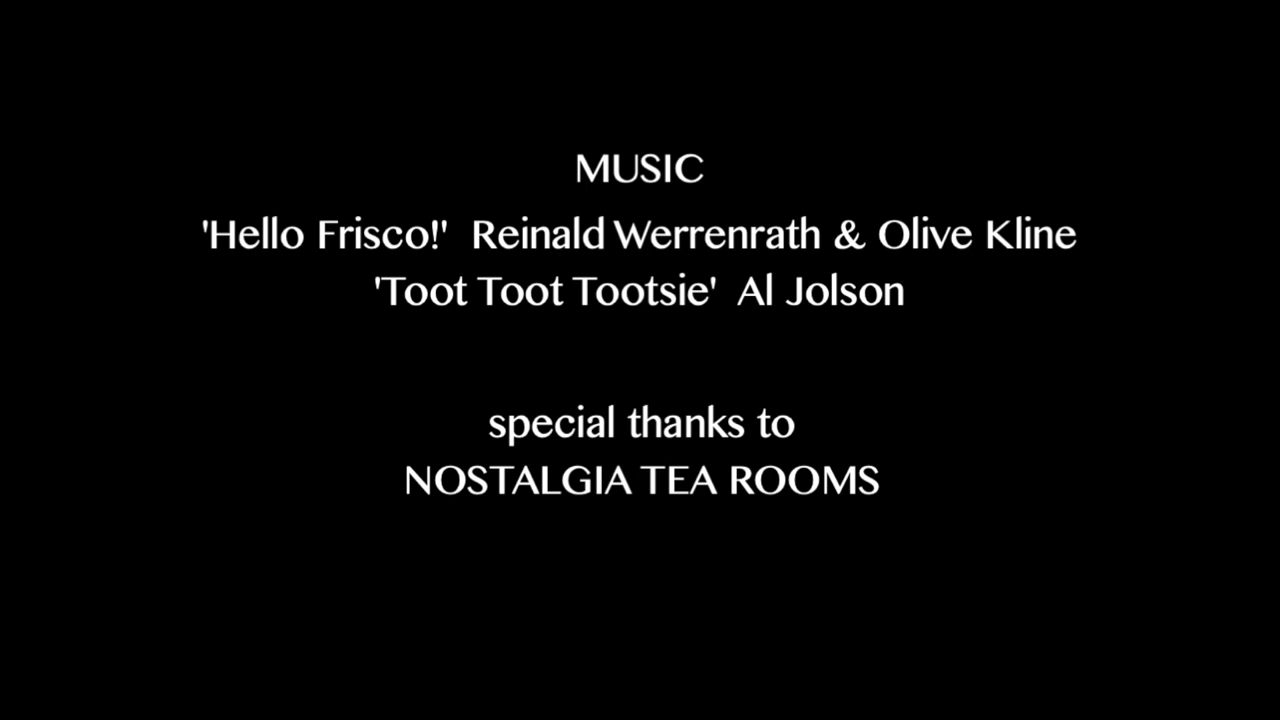 MUSIC
'Hello Frisco!' Reinald Werrenrath & Olive Kline
'Toot Toot Tootsie' Al Jolson
special thanks to
NOSTALGIA TEA ROOMS